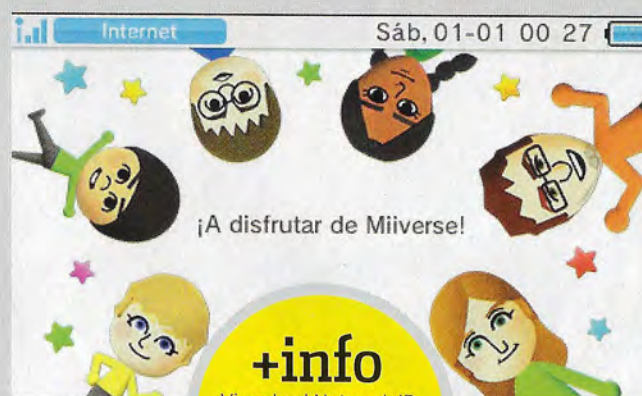 Internet
Sáb, 01-01 00 27
¡A disfrutar de Miiverse!
+info